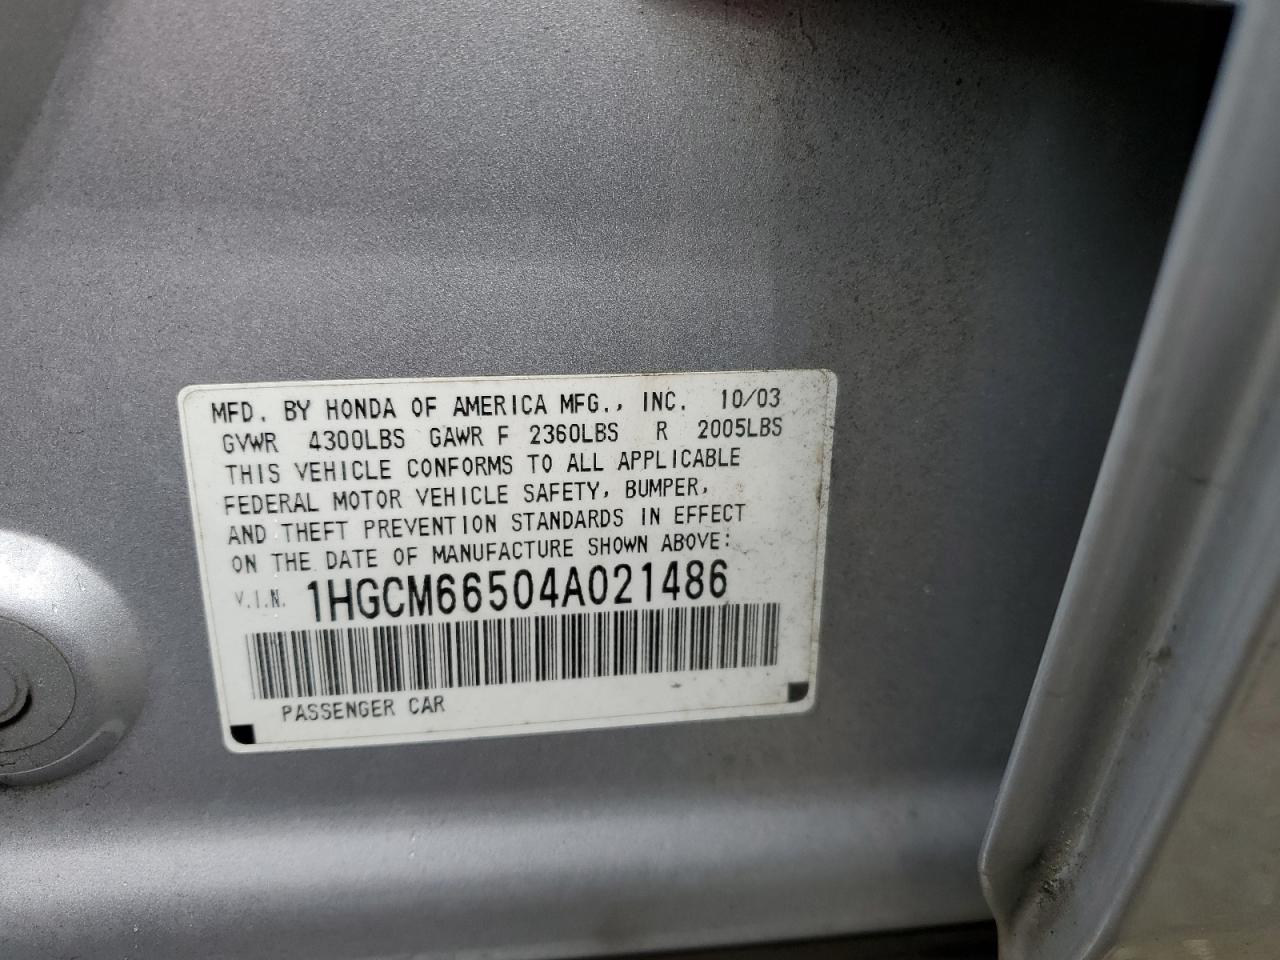 MFD. BY HONDA OF AMERICA MFG., INC. 10/03
GVWR 4300LBS GAWR F 2360LBS R 2005LBS
THIS VEHICLE CONFORMS TO ALL APPLICABLE
FEDERAL MOTOR VEHICLE SAFETY, BUMPER,
AND THEFT PREVENTION STANDARDS IN EFFECT
ON THE DATE OF MANUFACTURE SHOWN ABOVE:
V.I.N. 1HGCM66504A021486
PASSENGER CAR